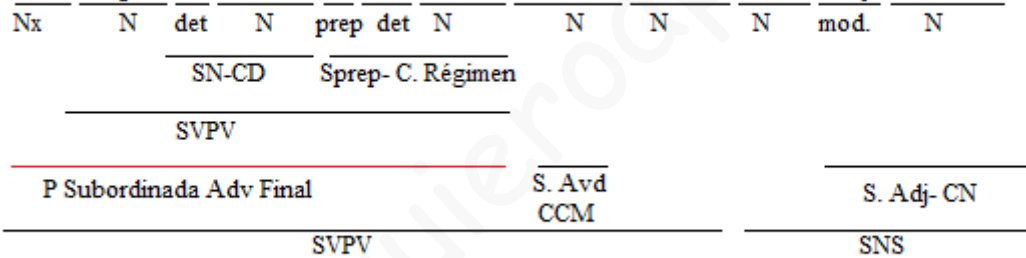 Nx N det N prep det N N N N mod. N
SN-CD Sprep- C. Régimen
SVPV
P Subordinada Adv Final S. Avd S. Adj- CN
CCM
SVPV SNS